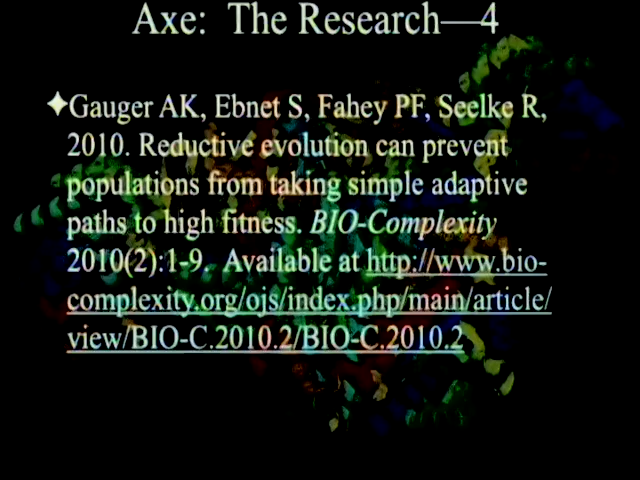 Axe: The Research—4
✦Gauger AK, Ebnet S, Fahey PF, Seelke R,
2010. Reductive evolution can prevent
populations from taking simple adaptive
paths to high fitness. BIO-Complexity
2010(2):1-9. Available at http://www.bio-
complexity.org/ojs/index.php/main/article/
view/BIO-C.2010.2/BIO-C.2010.2